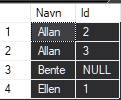 Navn Id
1 Allan 2
2 Allan 3
3 Bente NULL
4 Ellen 1